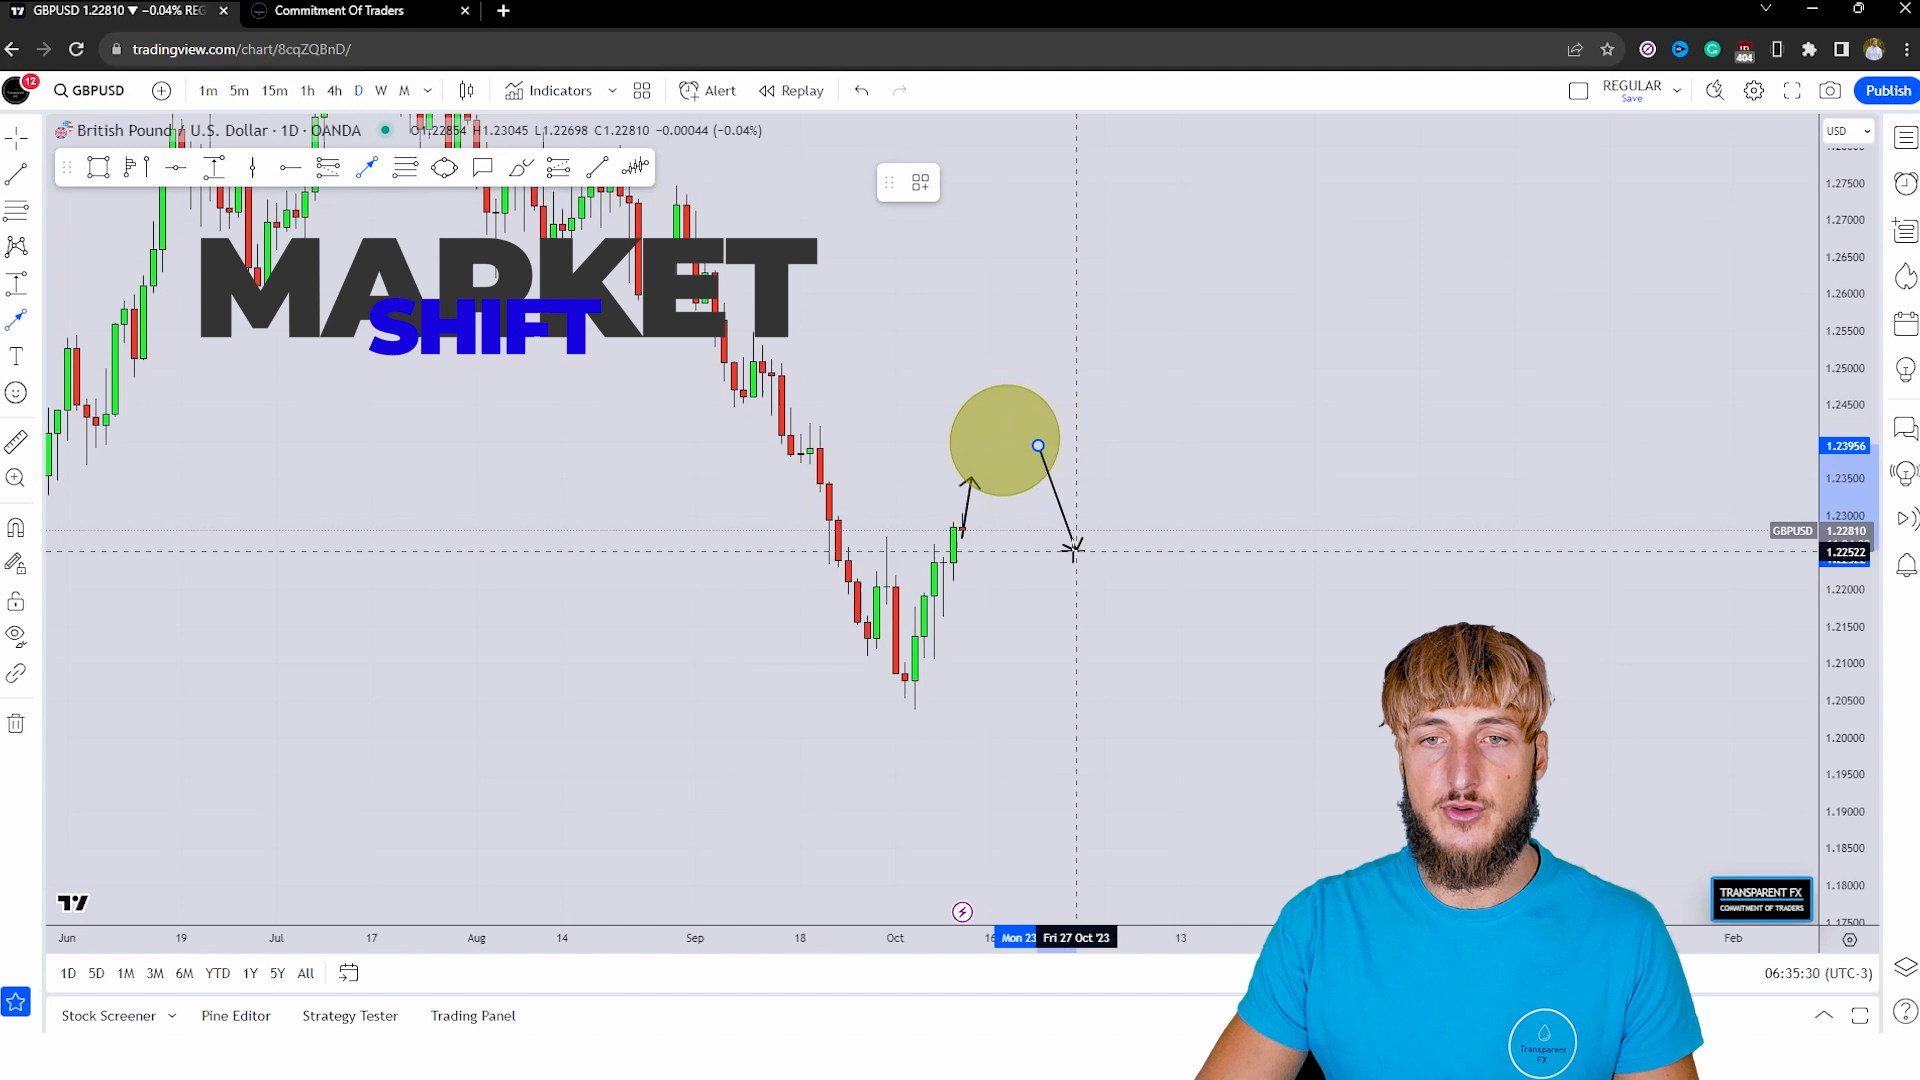 GBPUSD 1.22810 ▼ −0.04% REG
Commitment Of Traders
tradingview.com/chart/8cqZQBnD/
404
12
GBPUSD
1m 5m 15m 1h 4h D W M
Indicators
Alert
Replay
REGULAR
Save
Publish
British Pound / U.S. Dollar · 1D · OANDA
O1.22854 H1.23045 L1.22698 C1.22810 −0.00044 (−0.04%)
USD
MARKET
SHIFT
1.27500
1.27000
1.26500
1.26000
1.25500
1.25000
1.24500
1.23956
1.23500
1.23000
GBPUSD 1.22810
1.22522
1.22000
1.21500
1.21000
1.20500
1.20000
1.19500
1.19000
1.18500
1.18000
1.17500
TRANSPARENT FX
COMMITMENT OF TRADERS
Jun 19 Jul 17 Aug 14 Sep 18 Oct 16 Mon 23 Fri 27 Oct '23 13 Feb
1D 5D 1M 3M 6M YTD 1Y 5Y All
06:35:30 (UTC-3)
Stock Screener
Pine Editor
Strategy Tester
Trading Panel
Transparent
FX